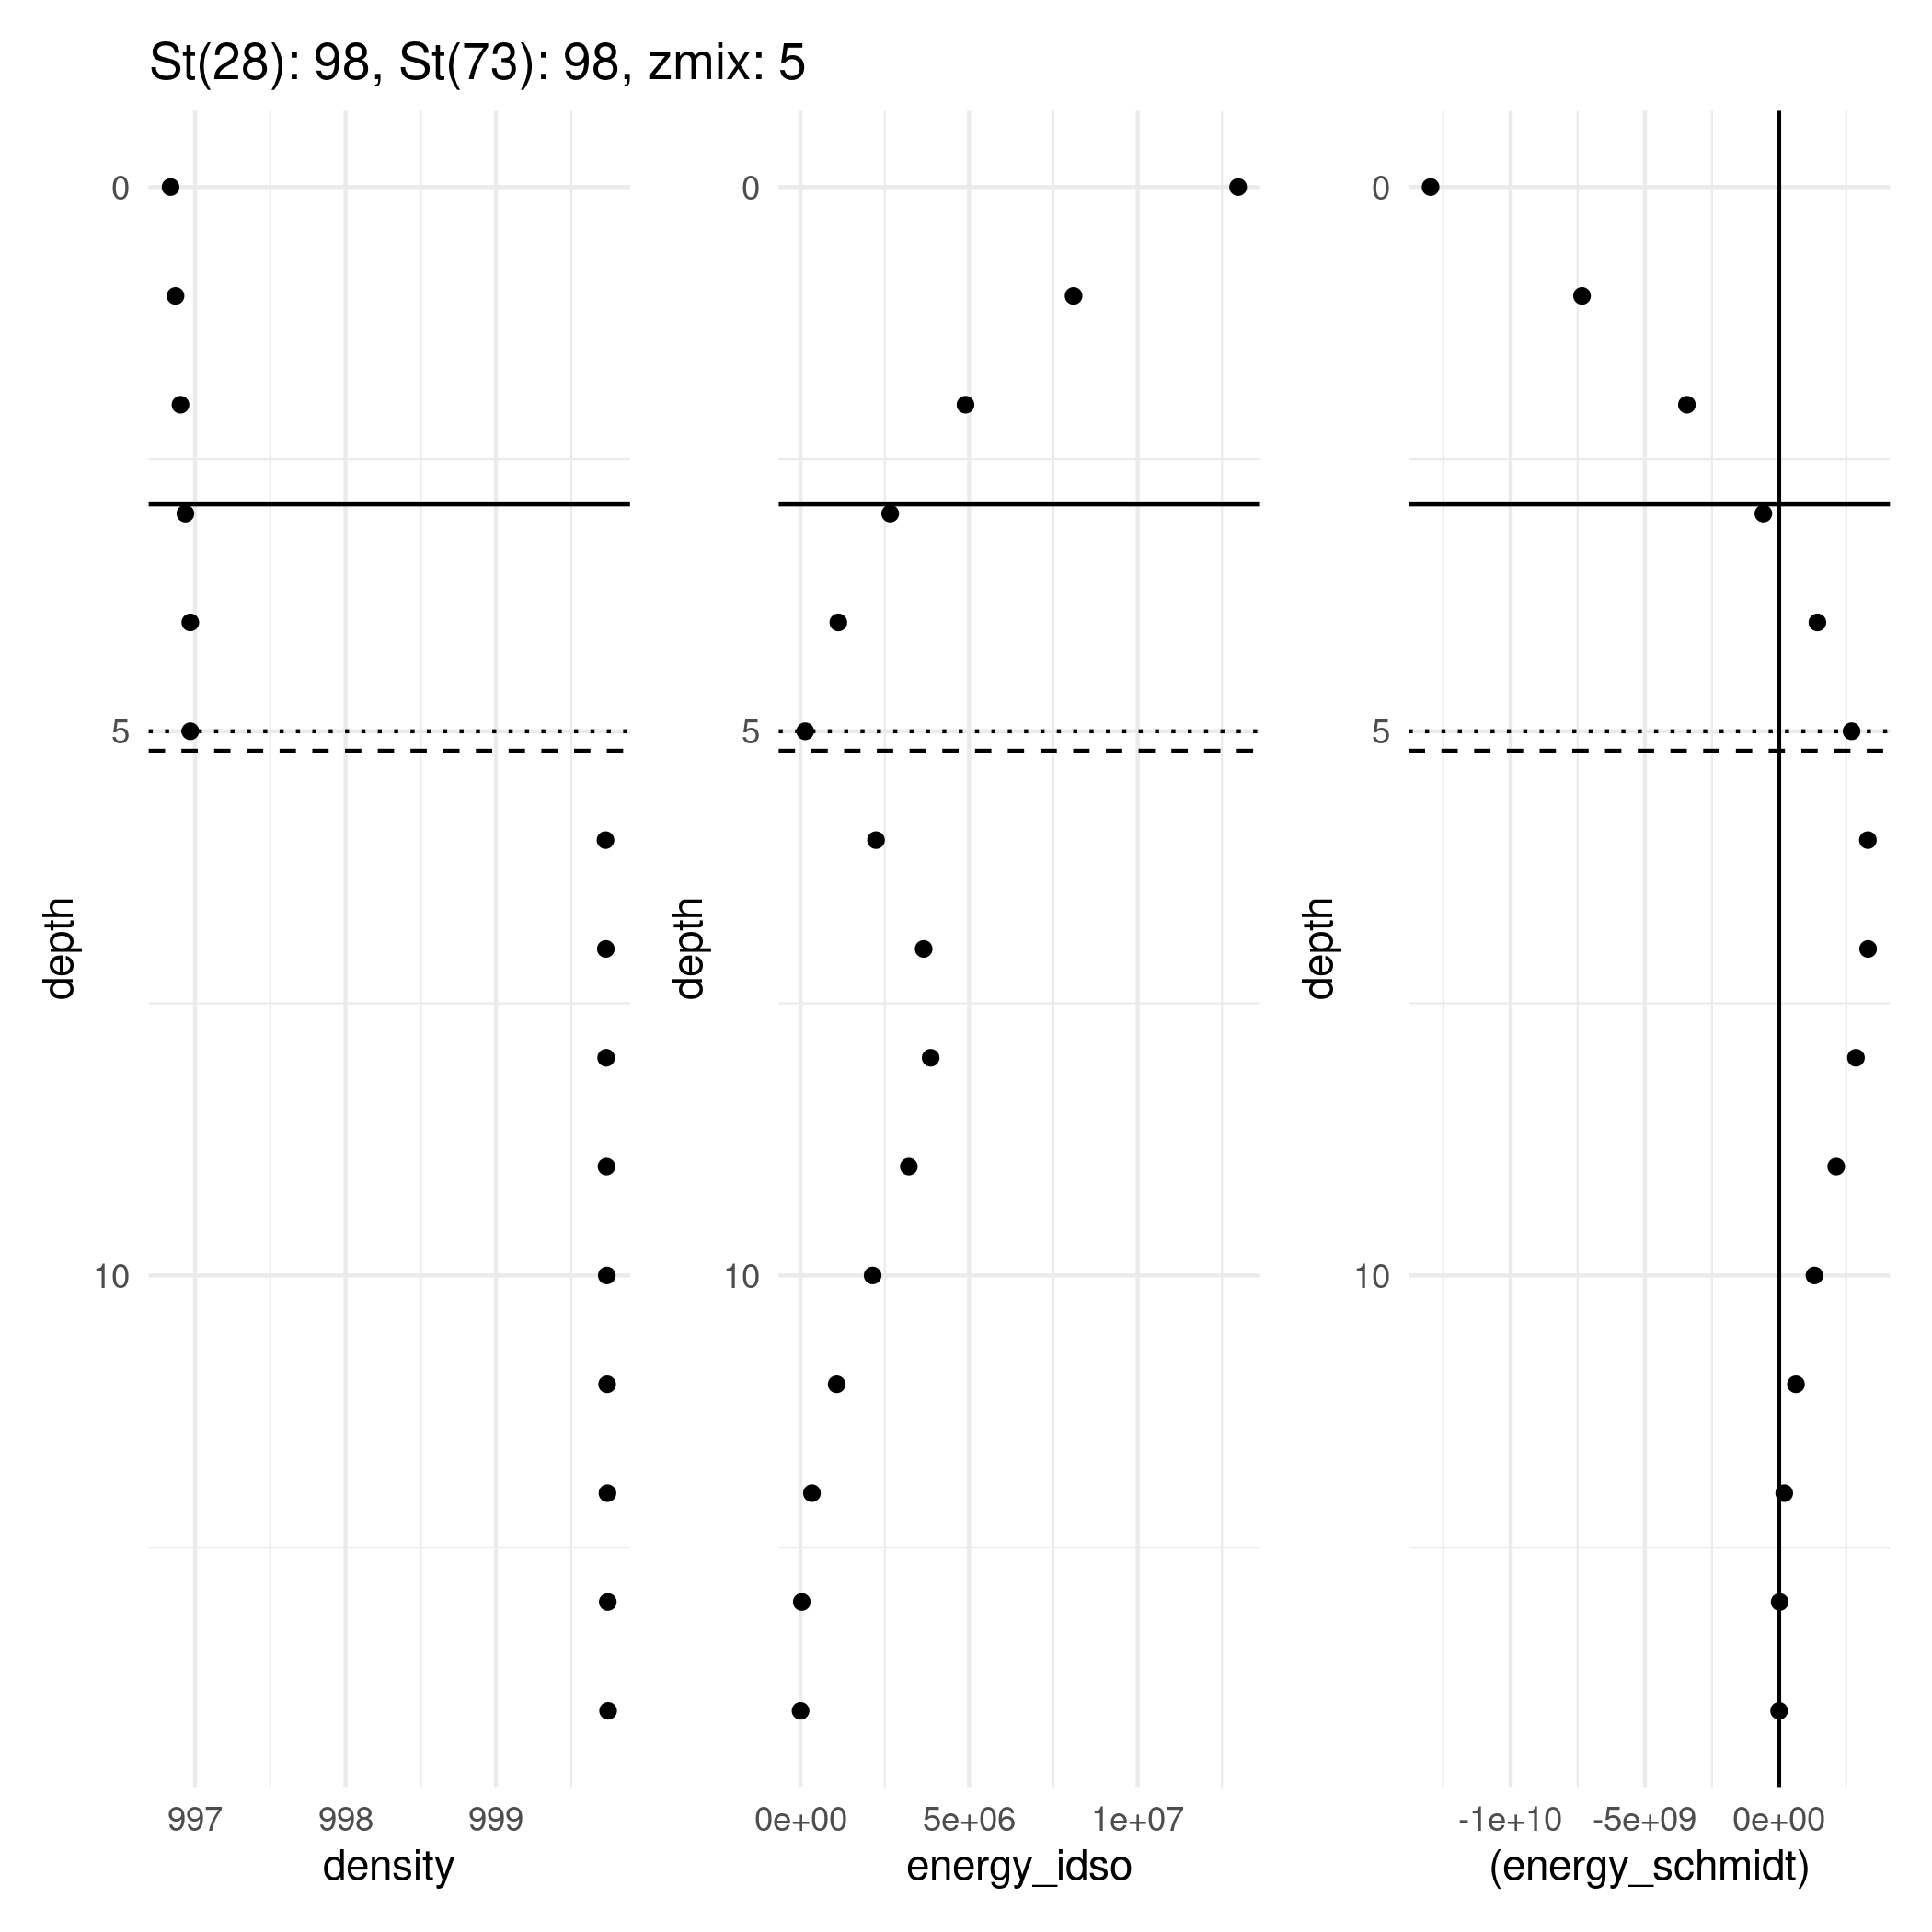 St(28): 98, St(73): 98, zmix: 5
0
5
10
depth
997 998 999
density
0
5
10
depth
0e+00 5e+06 1e+07
energy_idso
0
5
10
depth
-1e+10 -5e+09 0e+00
(energy_schmidt)